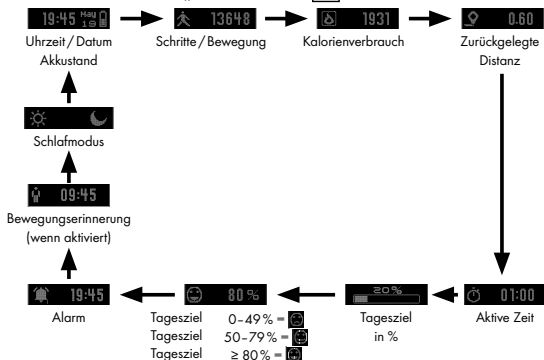 19:45 May 19
13648
1931
0.60
Uhrzeit / Datum
Akkustand
Schritte / Bewegung
Kalorienverbrauch
Zurückgelegte
Distanz
Schlafmodus
09:45
Bewegungserinnerung
(wenn aktiviert)
19:45
80 %
20%
01:00
Alarm
Tagesziel 0–49 % =
Tagesziel 50–79 % =
Tagesziel ≥ 80 % =
Tagesziel
in %
Aktive Zeit